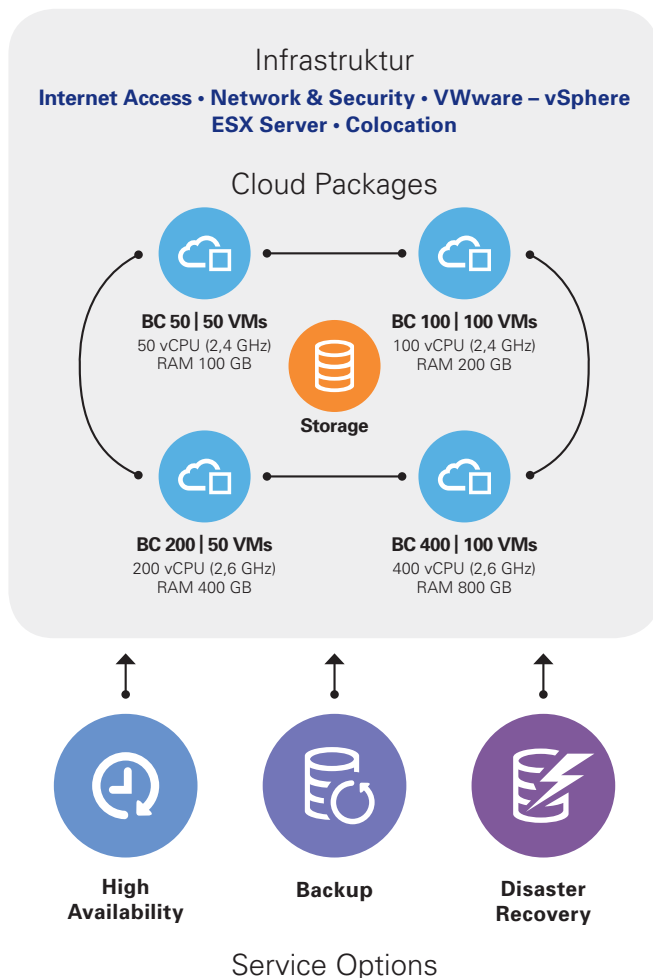 Infrastruktur
Internet Access • Network & Security • VWware – vSphere
ESX Server • Colocation
Cloud Packages
BC 50 | 50 VMs
50 vCPU (2,4 GHz)
RAM 100 GB
BC 100 | 100 VMs
100 vCPU (2,4 GHz)
RAM 200 GB
Storage
BC 200 | 50 VMs
200 vCPU (2,6 GHz)
RAM 400 GB
BC 400 | 100 VMs
400 vCPU (2,6 GHz)
RAM 800 GB
High
Availability
Backup
Disaster
Recovery
Service Options